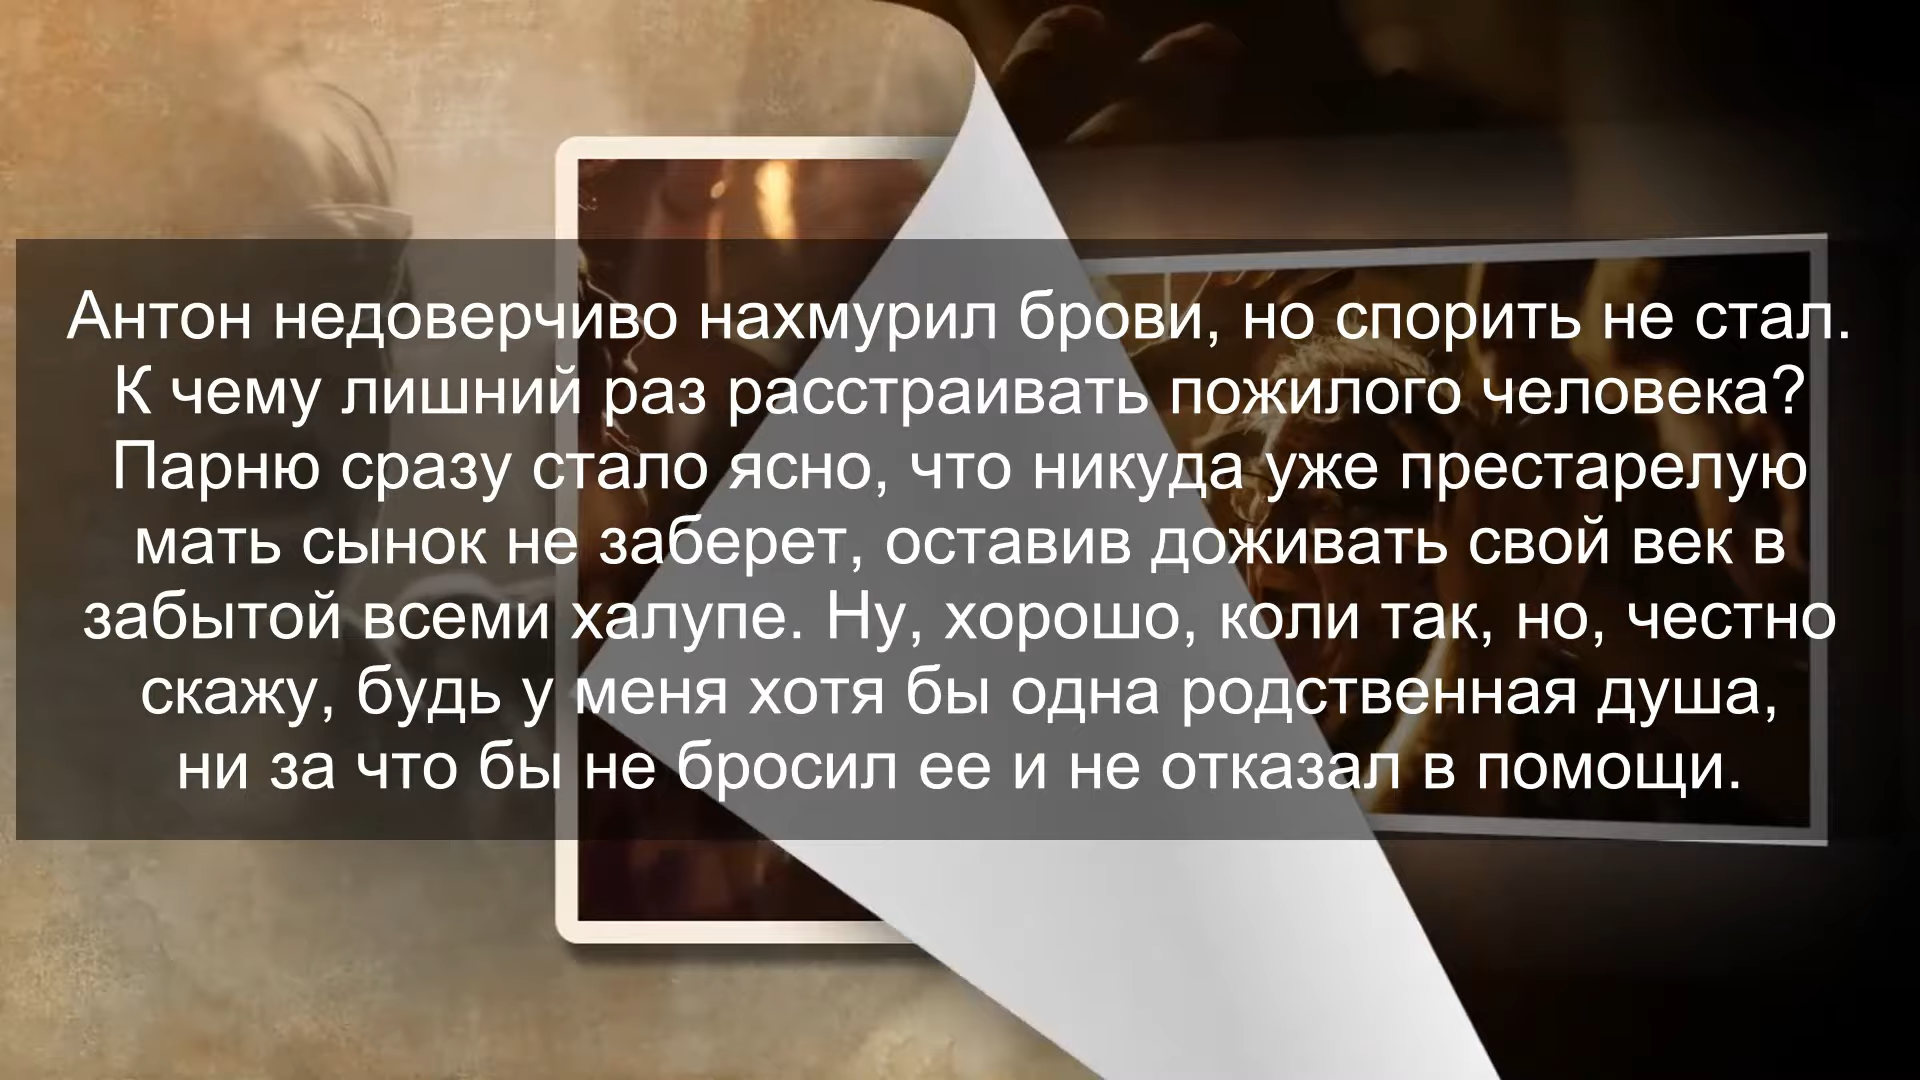 Антон недоверчиво нахмурил брови, но спорить не стал.
К чему лишний раз расстраивать пожилого человека?
Парню сразу стало ясно, что никуда уже престарелую
мать сынок не заберет, оставив доживать свой век в
забытой всеми халупе. Ну, хорошо, коли так, но, честно
скажу, будь у меня хотя бы одна родственная душа,
ни за что бы не бросил ее и не отказал в помощи.